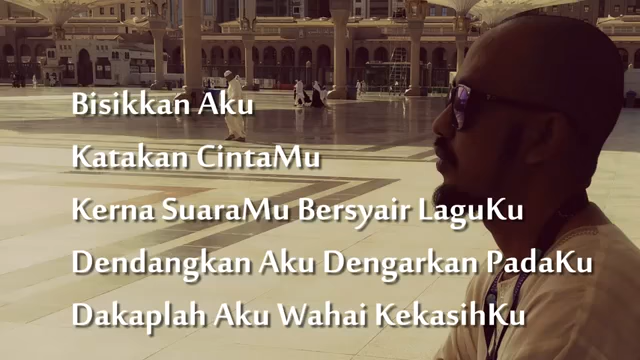 Bisikkan Aku
Katakan CintaMu
Kerna SuaraMu Bersyair LaguKu
Dendangkan Aku Dengarkan PadaKu
Dakaplah Aku Wahai KekasihKu